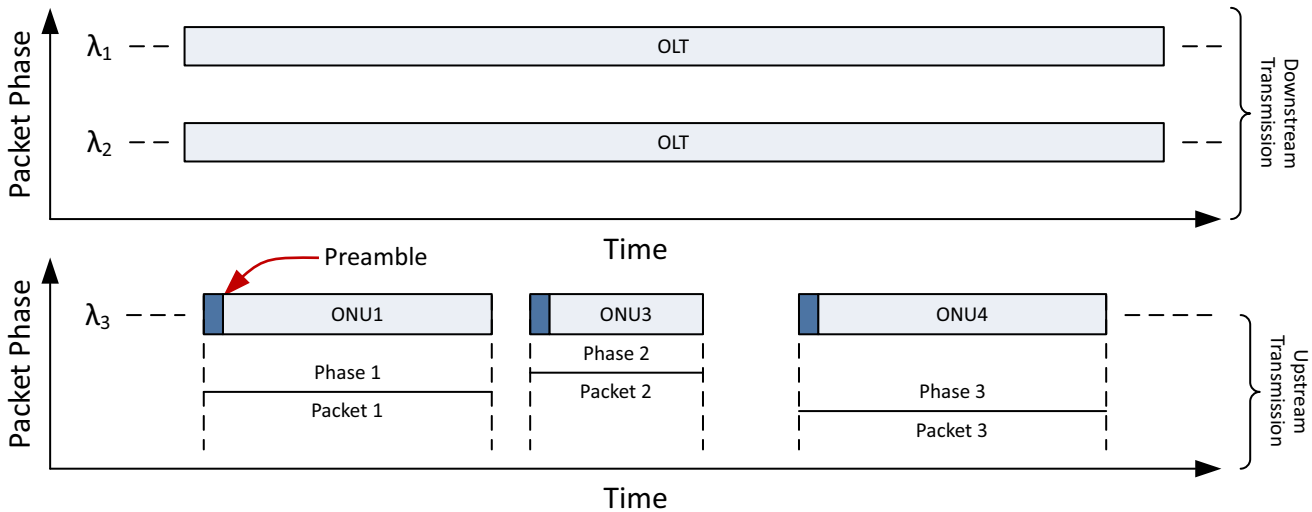 Packet Phase
λ1
OLT
λ2
OLT
Downstream
Transmission
Time
Packet Phase
Preamble
λ3
ONU1
ONU3
ONU4
Phase 1
Packet 1
Phase 2
Packet 2
Phase 3
Packet 3
Upstream
Transmission
Time